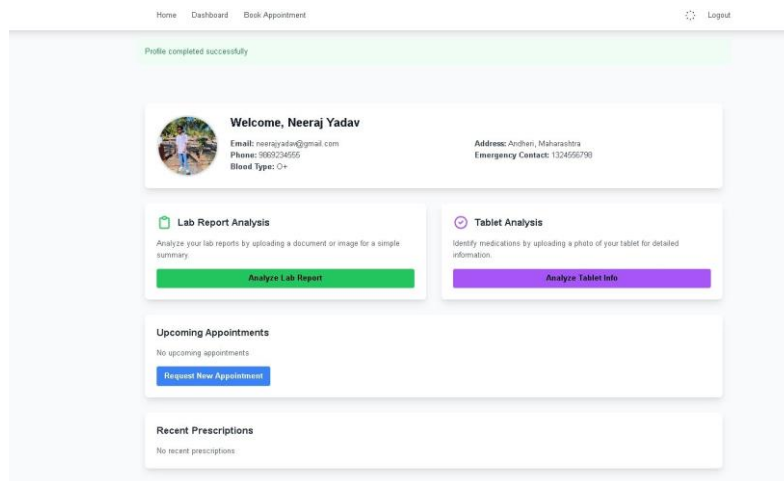 Home Dashboard Book Appointment Logout
Profile completed successfully
Welcome, Neeraj Yadav
Email: neerajyadav@gmail.com
Phone: 9869234555
Blood Type: O+
Address: Andheri, Maharashtra
Emergency Contact: 1324556798
Lab Report Analysis
Analyze your lab reports by uploading a document or image for a simple
summary.
Analyze Lab Report
Tablet Analysis
Identify medications by uploading a photo of your tablet for detailed
information.
Analyze Tablet Info
Upcoming Appointments
No upcoming appointments
Request New Appointment
Recent Prescriptions
No recent prescriptions